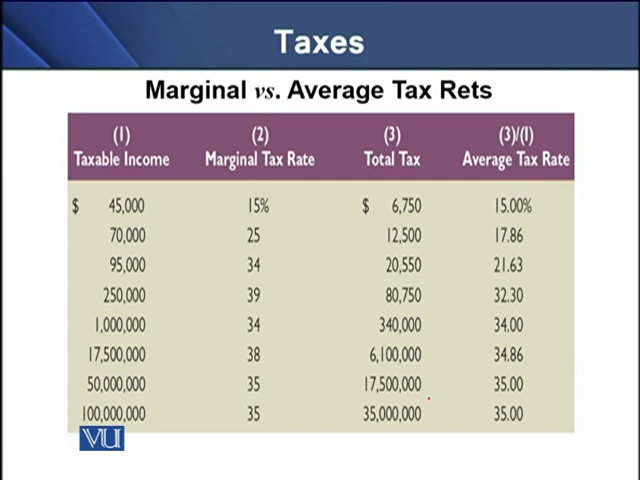 Taxes
Marginal vs. Average Tax Rets
(1) (2) (3) (3)/(1)
Taxable Income Marginal Tax Rate Total Tax Average Tax Rate
$ 45,000 15% $ 6,750 15.00%
70,000 25 12,500 17.86
95,000 34 20,550 21.63
250,000 39 80,750 32.30
1,000,000 34 340,000 34.00
17,500,000 38 6,100,000 34.86
50,000,000 35 17,500,000 35.00
100,000,000 35 35,000,000 35.00
VU